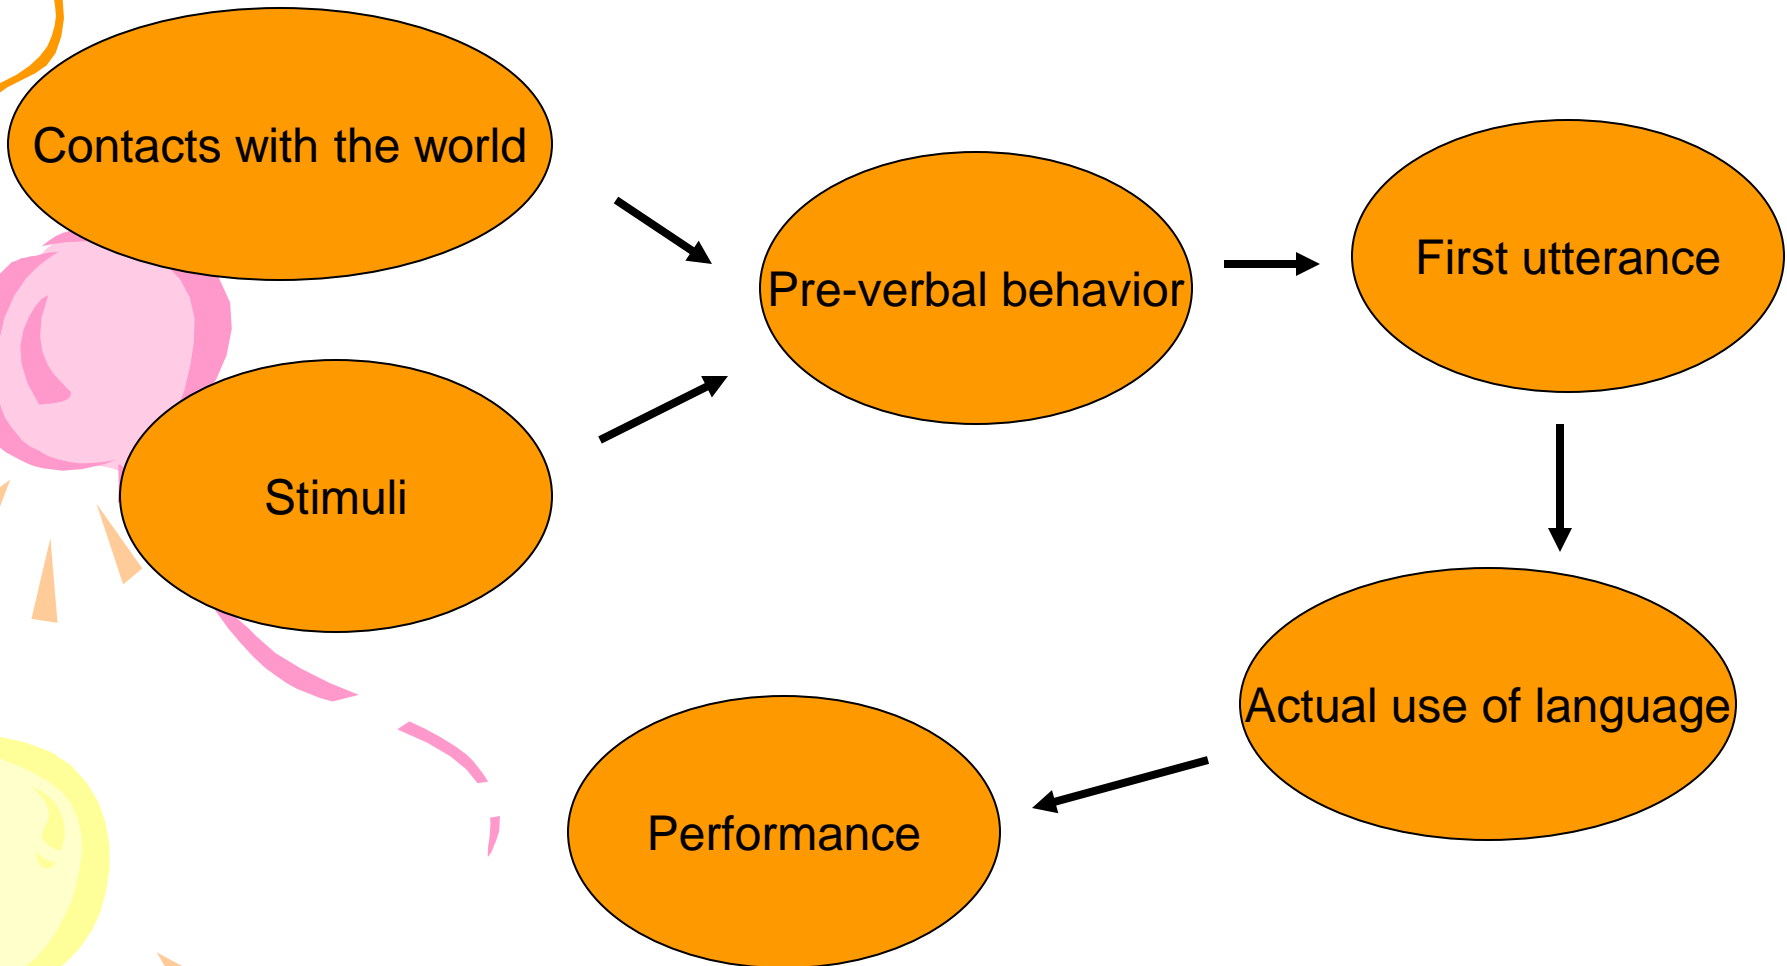 Contacts with the world
Stimuli
Pre-verbal behavior
First utterance
Actual use of language
Performance